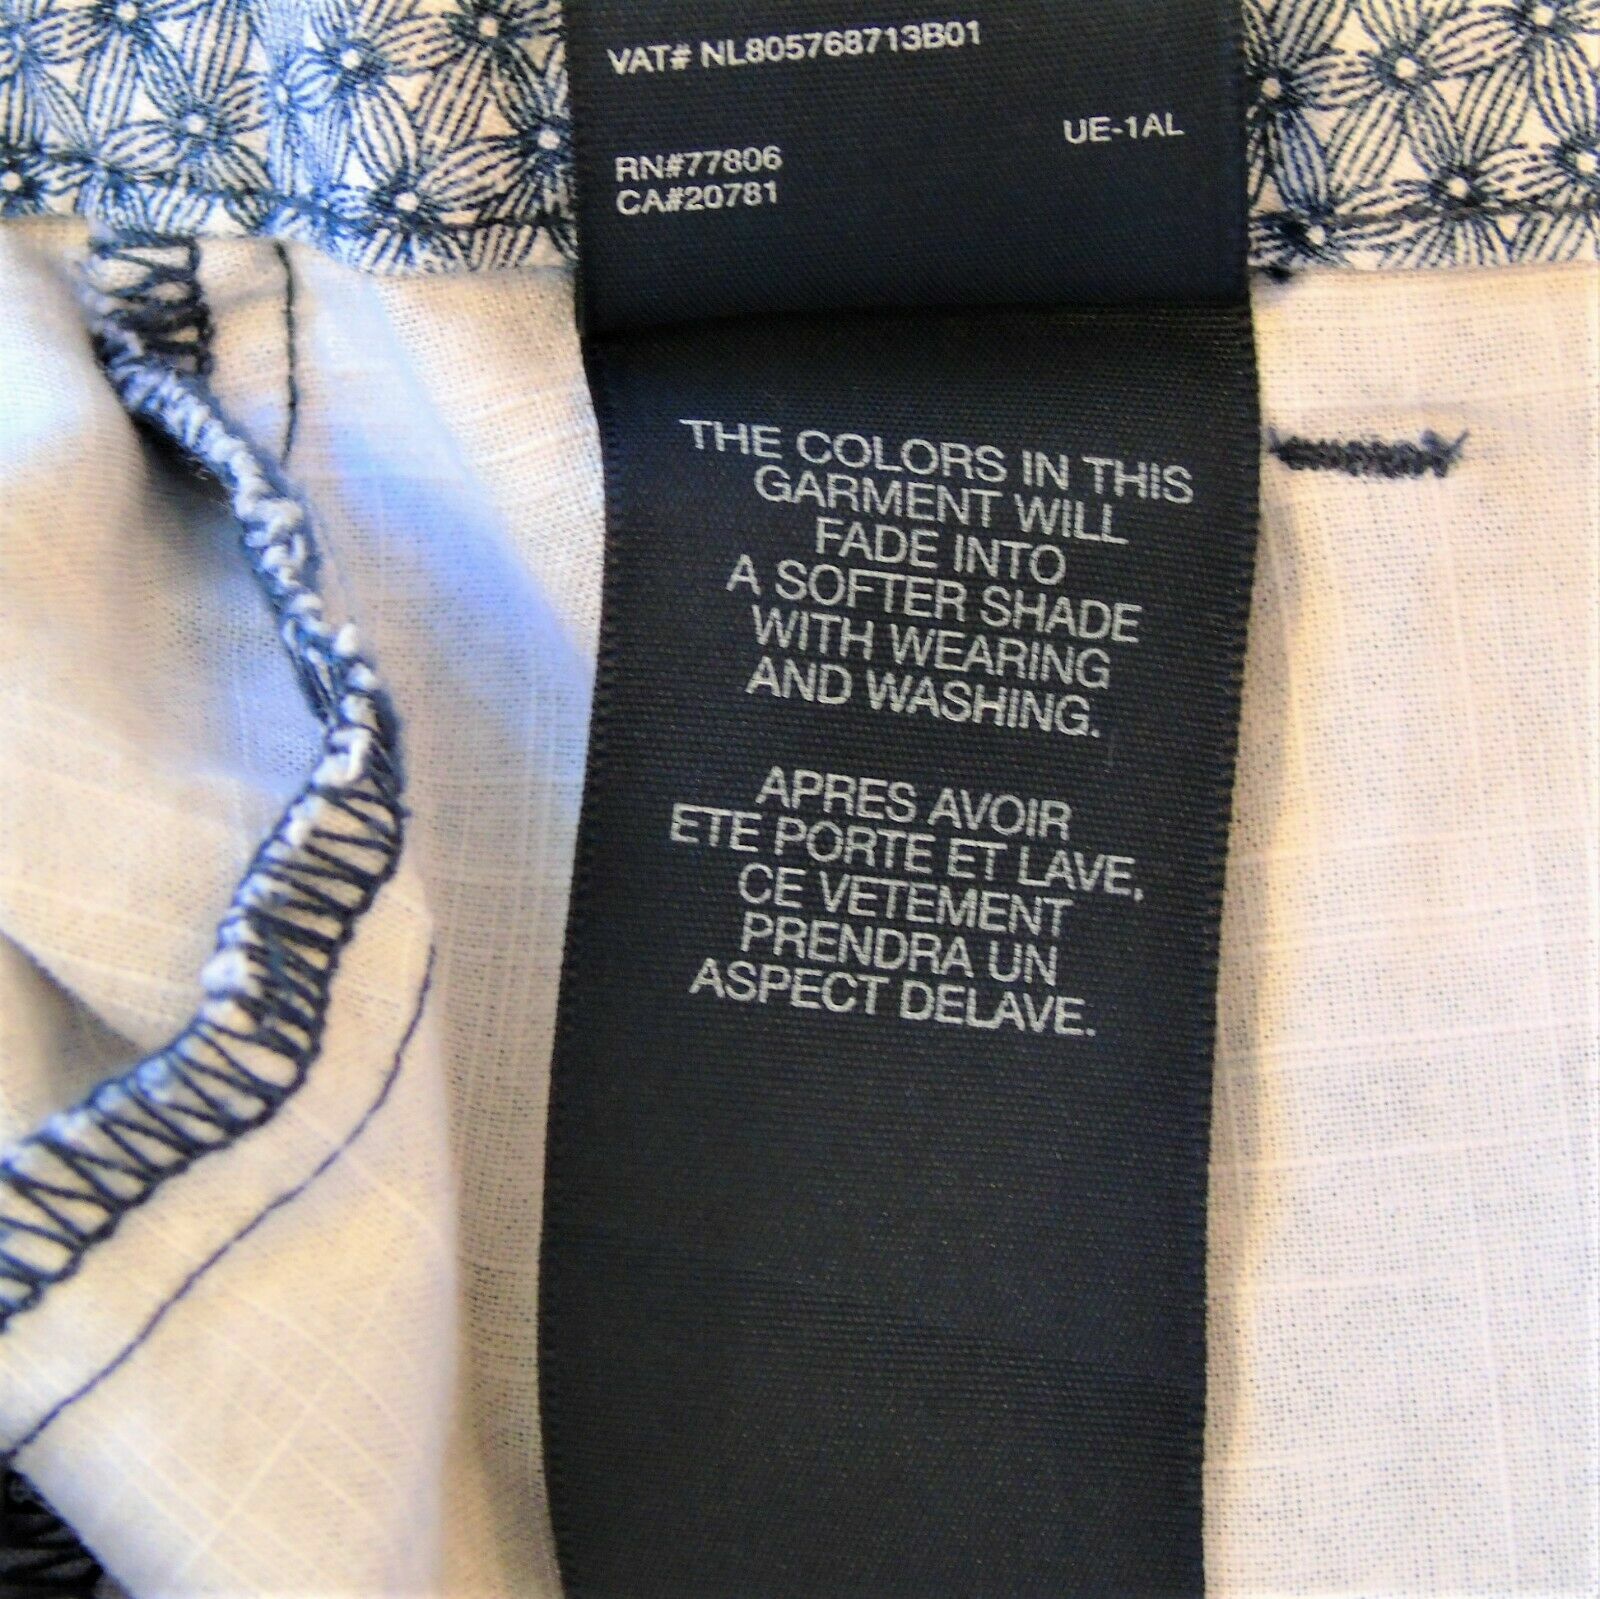 VAT# NL805768713B01
UE-1AL
RN#77806
CA#20781
THE COLORS IN THIS
GARMENT WILL
FADE INTO
A SOFTER SHADE
WITH WEARING
AND WASHING.
APRES AVOIR
ETE PORTE ET LAVE,
CE VETEMENT
PRENDRA UN
ASPECT DELAVE.